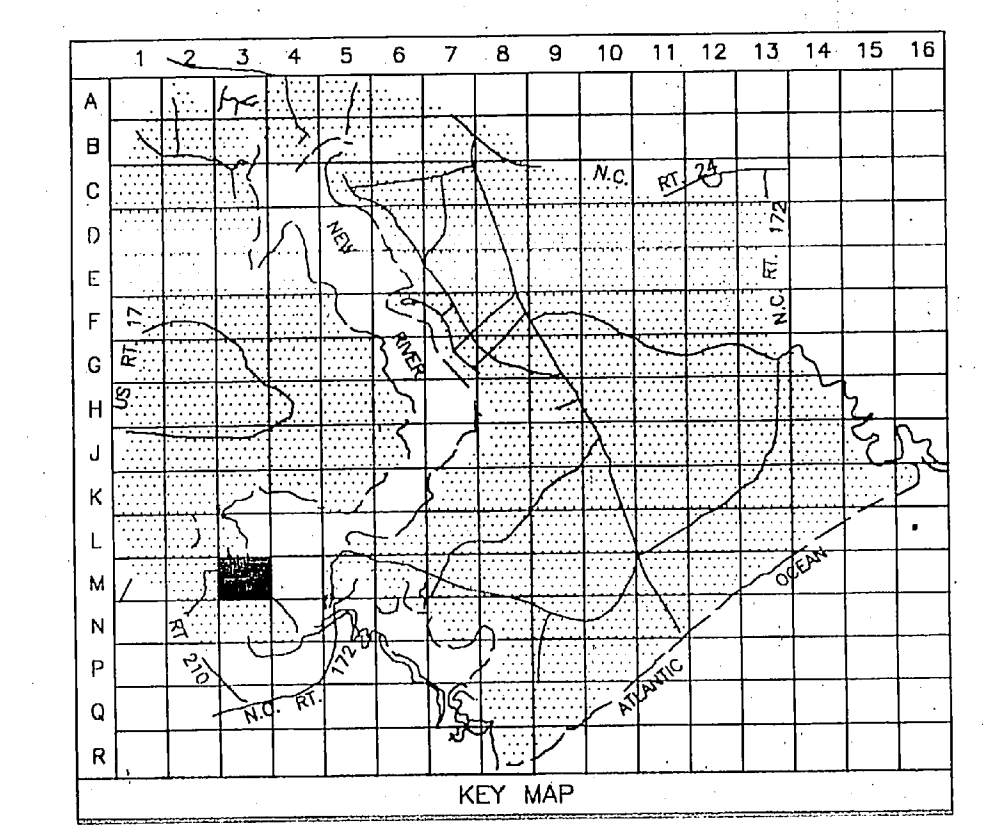 1 2 3 4 5 6 7 8 9 10 11 12 13 14 15 16
A
B
C
D
E
F
G
H
J
K
L
M
N
P
Q
R
N.C. RT. 24
N.C. RT. 172
NEW RIVER
US RT. 17
RT 210
N.C. RT. 172
ATLANTIC OCEAN
KEY MAP